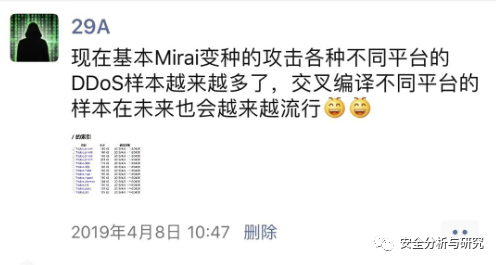 29A
现在基本Mirai变种的攻击各种不同平台的
DDoS样本越来越多了，交叉编译不同平台的
样本在未来也会越来越流行
/ 的索引
2019年4月8日 10:47 删除
安全分析与研究